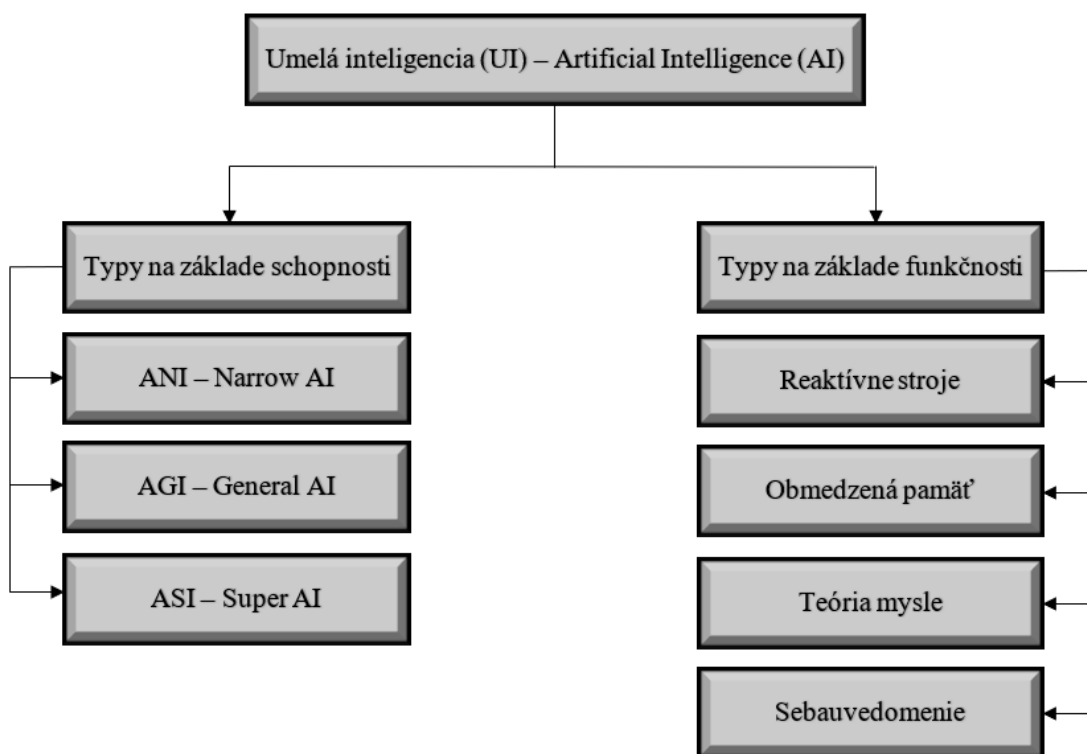 Umelá inteligencia (UI) – Artificial Intelligence (AI)
Typy na základe schopnosti
ANI – Narrow AI
AGI – General AI
ASI – Super AI
Typy na základe funkčnosti
Reaktívne stroje
Obmedzená pamäť
Teória mysle
Sebauvedomenie